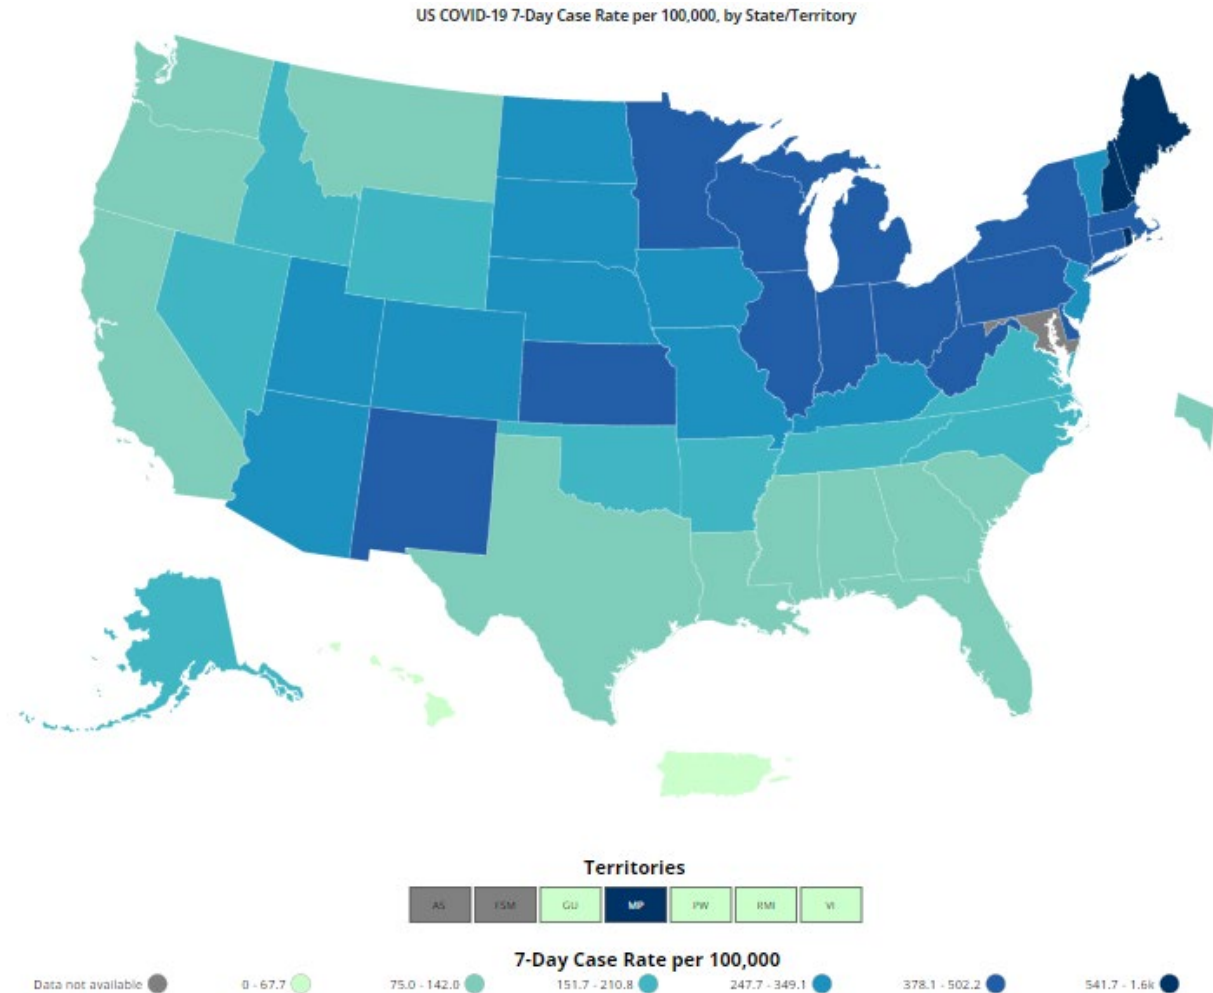 US COVID-19 7-Day Case Rate per 100,000, by State/Territory
Territories
AS FSM GU MP PW RMI VI
7-Day Case Rate per 100,000
Data not available 0 - 67.7 75.0 - 142.0 151.7 - 210.8 247.7 - 349.1 378.1 - 502.2 541.7 - 1.6k